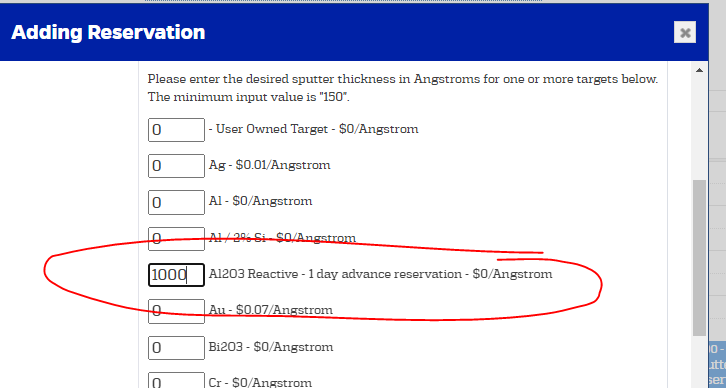 Adding Reservation
Please enter the desired sputter thickness in Angstroms for one or more targets below.
The minimum input value is "150".
0 - User Owned Target - $0/Angstrom
0 Ag - $0.01/Angstrom
0 Al - $0/Angstrom
0 Al / 2% Si - $0/Angstrom
1000 Al2O3 Reactive - 1 day advance reservation - $0/Angstrom
0 Au - $0.07/Angstrom
0 Bi2O3 - $0/Angstrom
0 Cr - $0/Angstrom